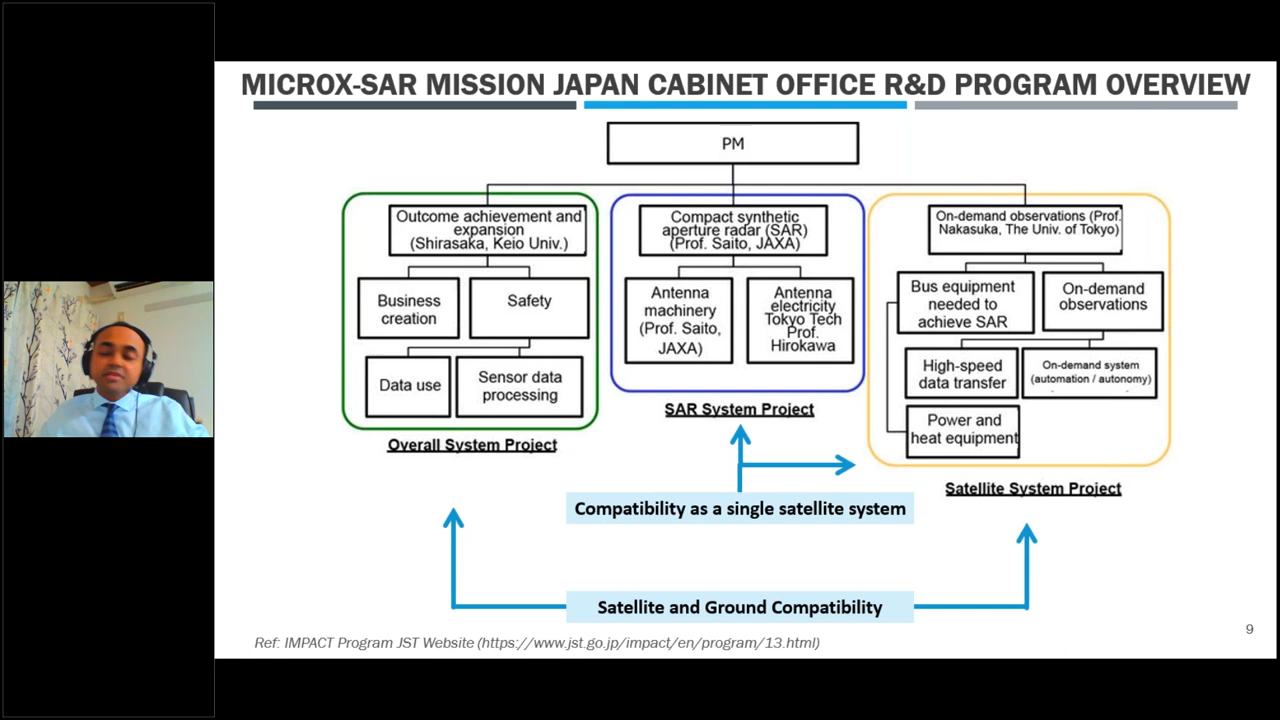 MICROX-SAR MISSION JAPAN CABINET OFFICE R&D PROGRAM OVERVIEW
PM
Outcome achievement and
expansion
(Shirasaka, Keio Univ.)
Business
creation
Safety
Data use
Sensor data
processing
Overall System Project
Compact synthetic
aperture radar (SAR)
(Prof. Saito, JAXA)
Antenna
machinery
(Prof. Saito,
JAXA)
Antenna
electricity
Tokyo Tech
Prof.
Hirokawa
SAR System Project
On-demand observations (Prof.
Nakasuka, The Univ. of Tokyo)
Bus equipment
needed to
achieve SAR
On-demand
observations
High-speed
data transfer
On-demand system
(automation / autonomy)
Power and
heat equipment
Satellite System Project
Compatibility as a single satellite system
Satellite and Ground Compatibility
Ref: IMPACT Program JST Website (https://www.jst.go.jp/impact/en/program/13.html)
9